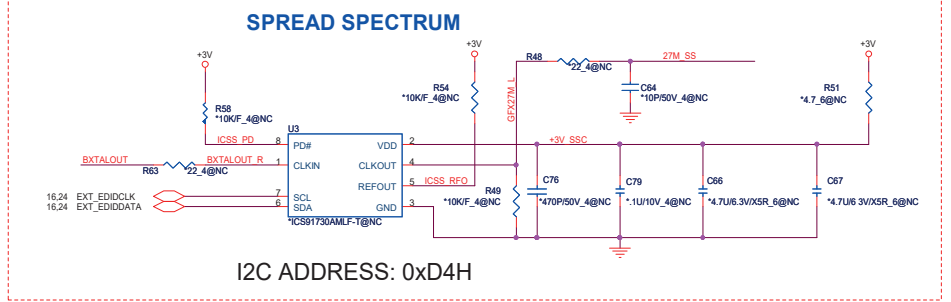 SPREAD SPECTRUM
+3V
+3V
+3V
R48
27M_SS
*22_4@NC
R54
*10K/F_4@NC
GFX27M_L
C64
*10P/50V_4@NC
R51
*4.7_6@NC
R58
*10K/F_4@NC
U3
ICSS_PD
8
PD#
VDD
2
+3V_SSC
BXTALOUT
BXTALOUT_R
1
CLKIN
CLKOUT
4
R63
*22_4@NC
REFOUT
5
ICSS_RFO
16,24 EXT_EDIDCLK
7
SCL
16,24 EXT_EDIDDATA
6
SDA
GND
3
*ICS91730AMLF-T@NC
R49
*10K/F_4@NC
C76
*470P/50V_4@NC
C79
*.1U/10V_4@NC
C66
*4.7U/6.3V/X5R_6@NC
C67
*4.7U/6.3V/X5R_6@NC
I2C ADDRESS: 0xD4H